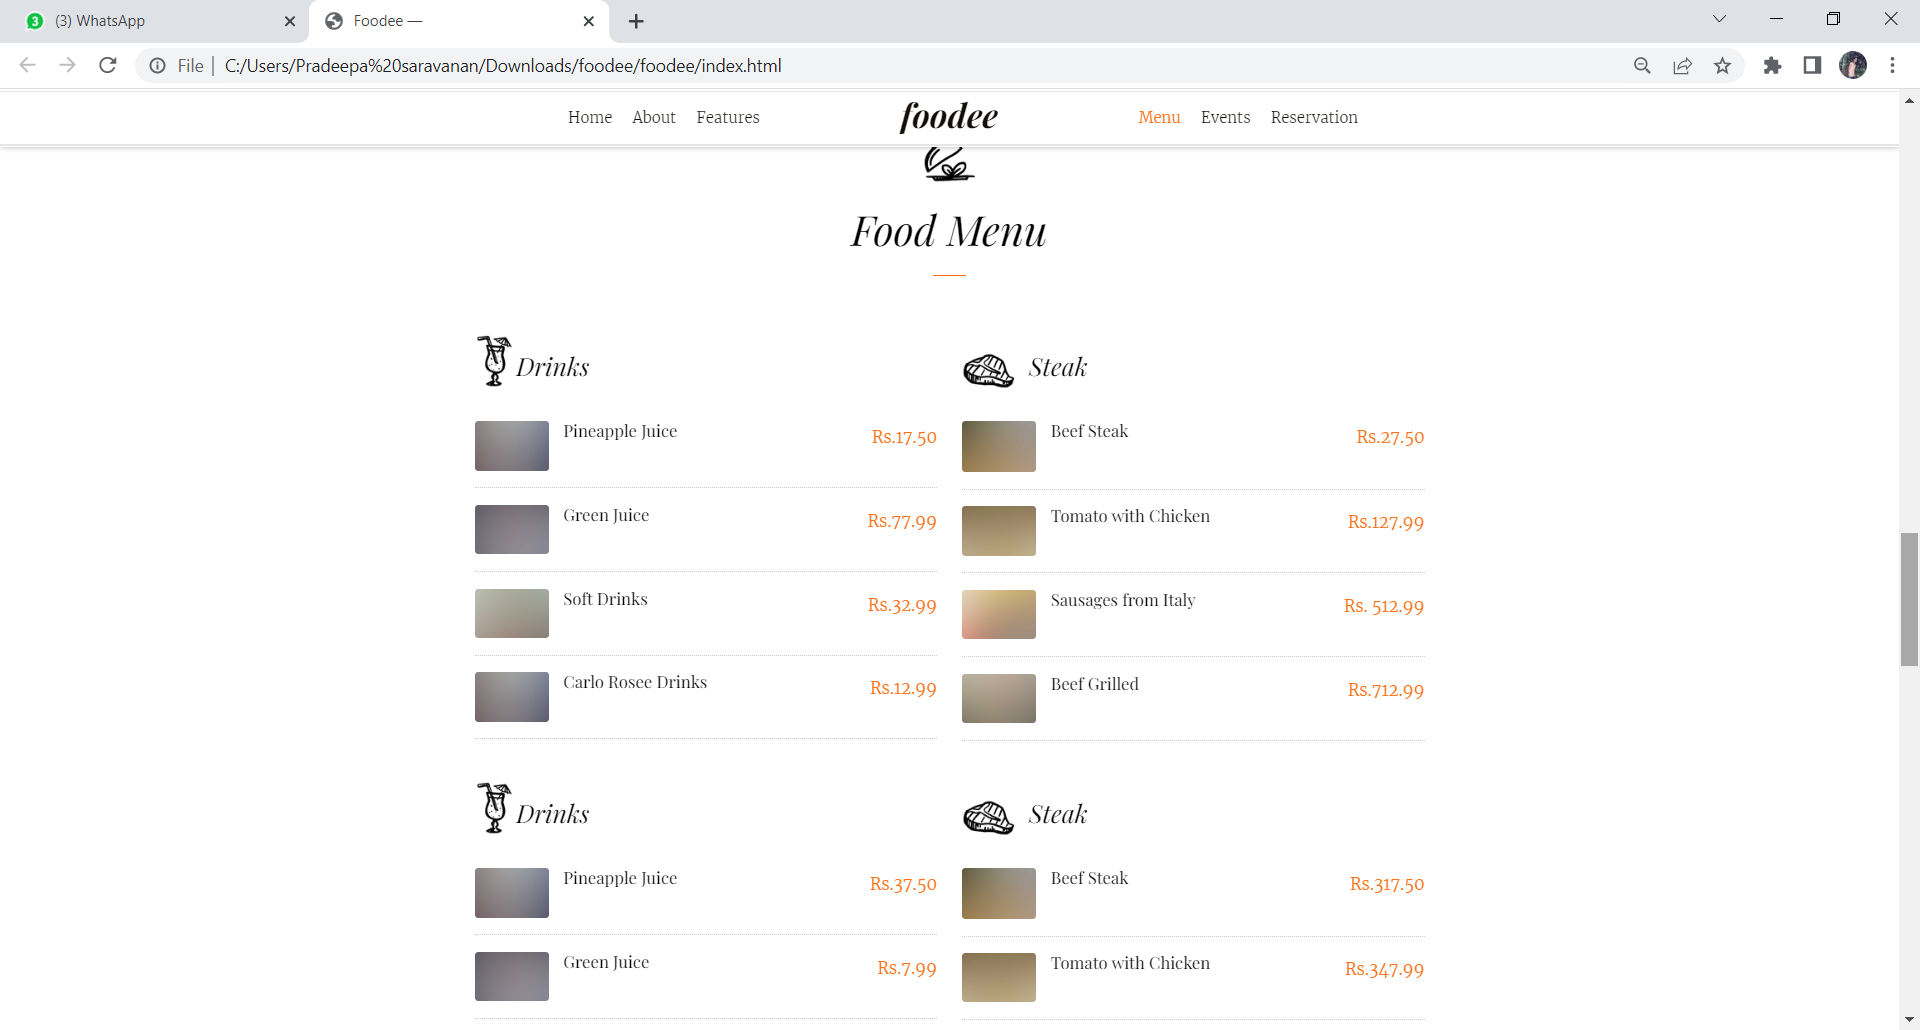 3 (3) WhatsApp
Foodee —
File | C:/Users/Pradeepa%20saravanan/Downloads/foodee/foodee/index.html
Home About Features foodee Menu Events Reservation
Food Menu
Drinks
Pineapple Juice Rs.17.50
Green Juice Rs.77.99
Soft Drinks Rs.32.99
Carlo Rosee Drinks Rs.12.99
Steak
Beef Steak Rs.27.50
Tomato with Chicken Rs.127.99
Sausages from Italy Rs. 512.99
Beef Grilled Rs.712.99
Drinks
Pineapple Juice Rs.37.50
Green Juice Rs.7.99
Steak
Beef Steak Rs.317.50
Tomato with Chicken Rs.347.99